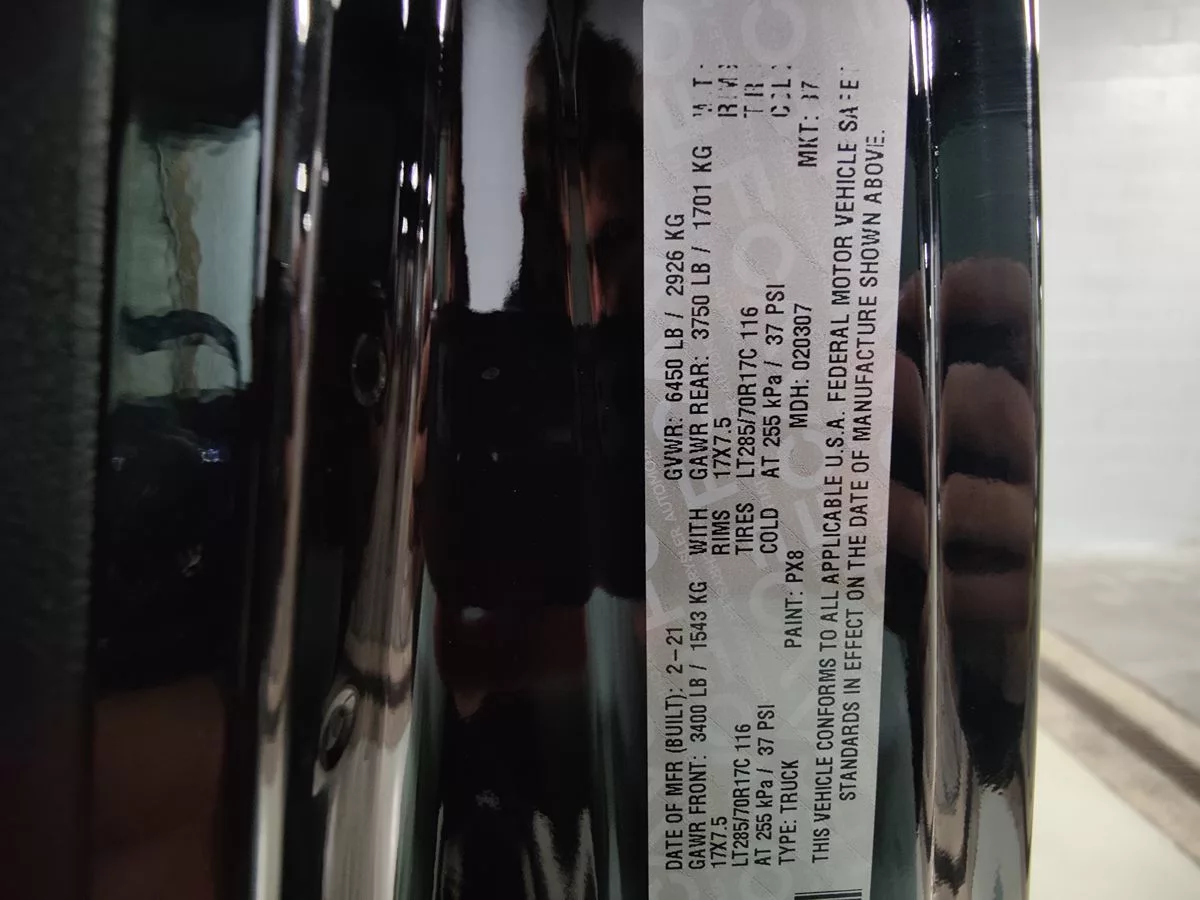 DATE OF MFR (BUILT): 2-21 GVWR: 6450 LB / 2926 KG
GAWR FRONT: 3400 LB / 1543 KG WITH GAWR REAR: 3750 LB / 1701 KG
17X7.5 RIMS 17X7.5
LT285/70R17C 116 TIRES LT285/70R17C 116
AT 255 kPa / 37 PSI COLD AT 255 kPa / 37 PSI
TYPE: TRUCK PAINT: PX8 MDH: 020307 MKT:
THIS VEHICLE CONFORMS TO ALL APPLICABLE U.S.A. FEDERAL MOTOR VEHICLE
STANDARDS IN EFFECT ON THE DATE OF MANUFACTURE SHOWN ABOVE.